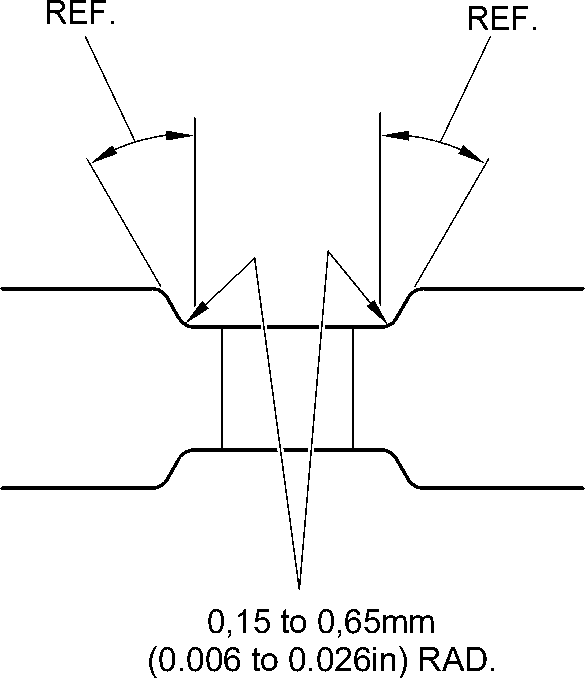 REF.
REF.
0,15 to 0,65mm
(0.006 to 0.026in) RAD.